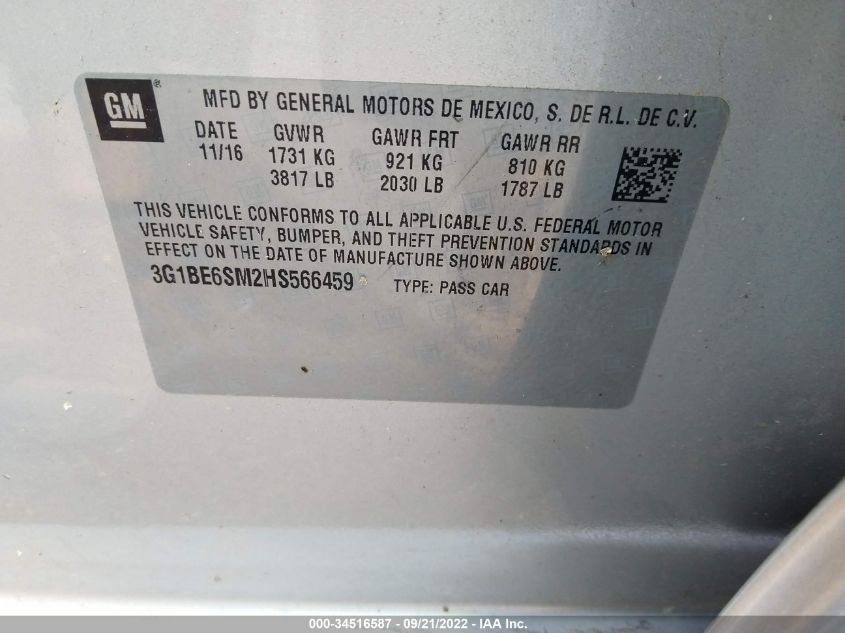 GM ®
MFD BY GENERAL MOTORS DE MEXICO, S. DE R.L. DE C.V.
DATE GVWR GAWR FRT GAWR RR
11/16 1731 KG 921 KG 810 KG
3817 LB 2030 LB 1787 LB
THIS VEHICLE CONFORMS TO ALL APPLICABLE U.S. FEDERAL MOTOR
VEHICLE SAFETY, BUMPER, AND THEFT PREVENTION STANDARDS IN
EFFECT ON THE DATE OF MANUFACTURE SHOWN ABOVE.
3G1BE6SM2HS566459 TYPE: PASS CAR
000-34516587 - 09/21/2022 - IAA Inc.